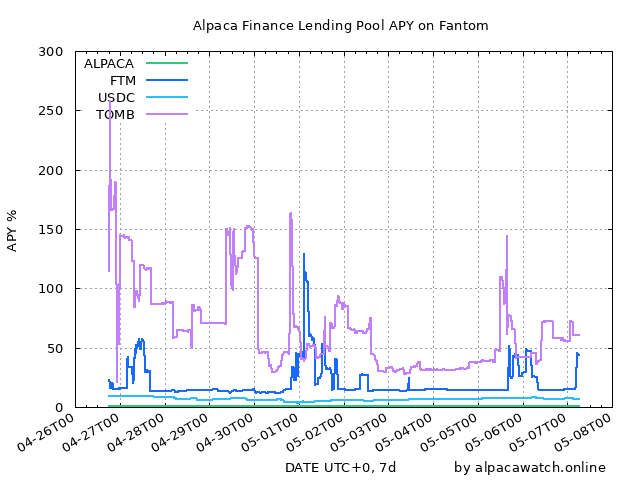 Alpaca Finance Lending Pool APY on Fantom
300
250
200
150
100
50
0
APY %
ALPACA
FTM
USDC
TOMB
04-26T00
04-27T00
04-28T00
04-29T00
04-30T00
05-01T00
05-02T00
05-03T00
05-04T00
05-05T00
05-06T00
05-07T00
05-08T00
DATE UTC+0, 7d
by alpacawatch.online